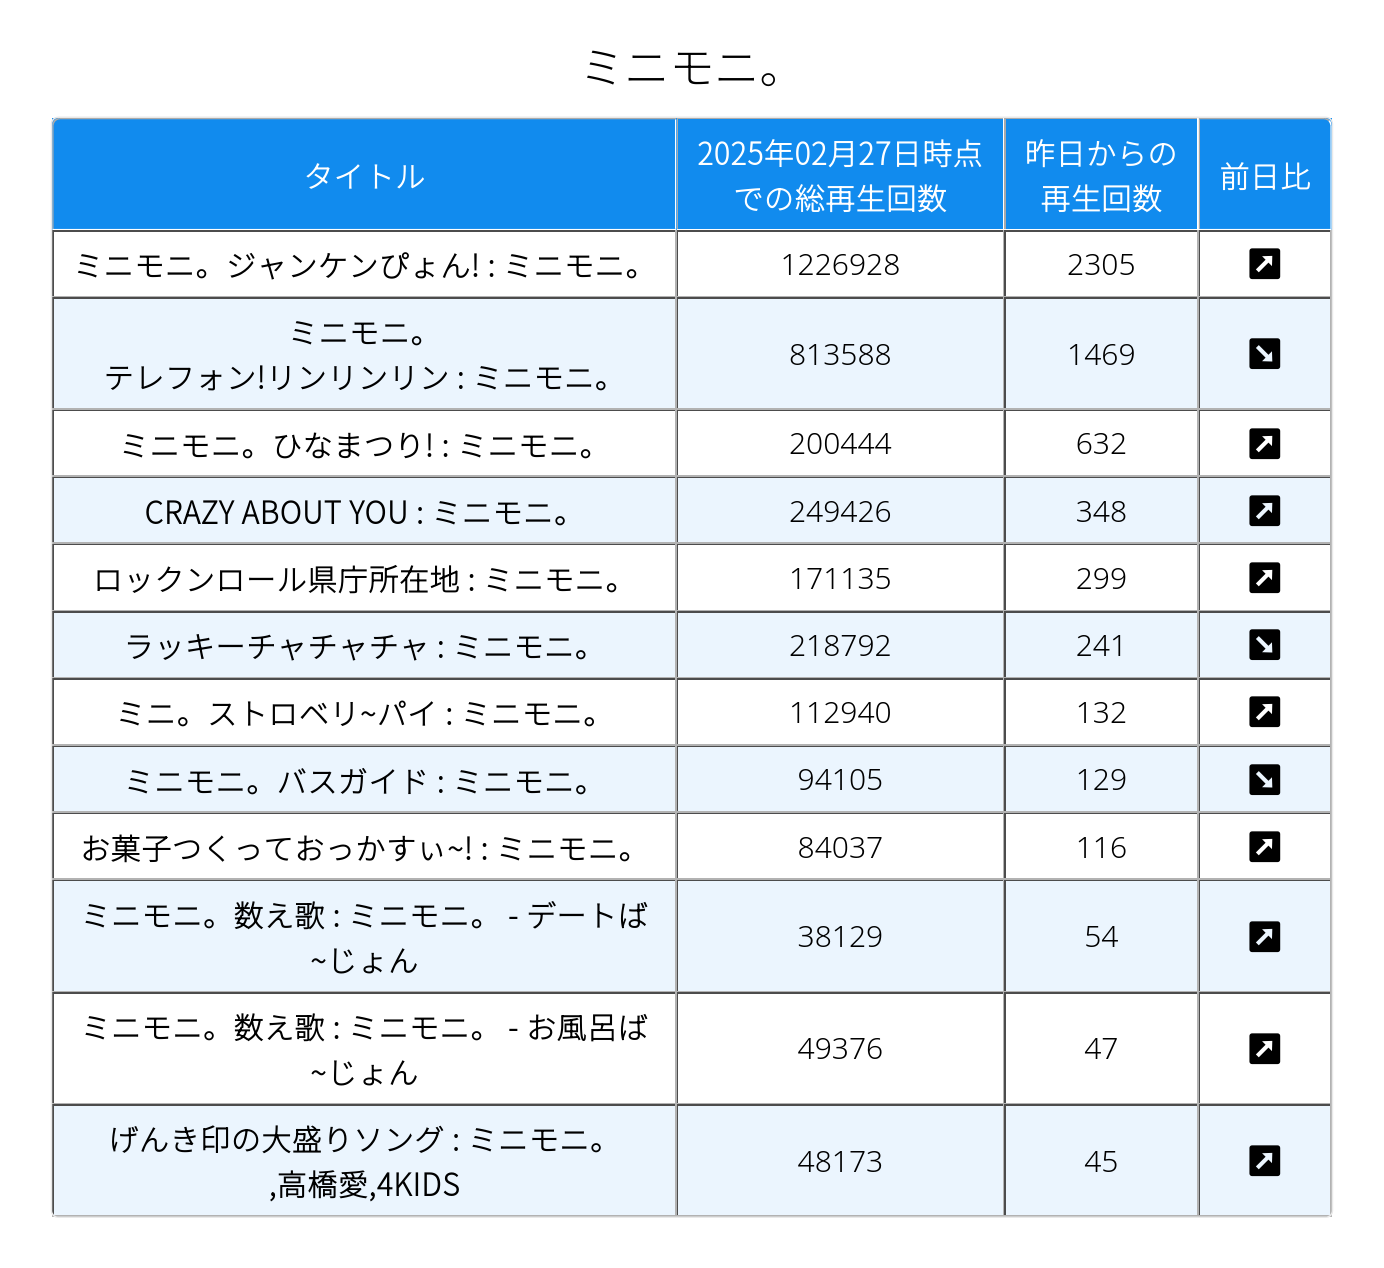 ミニモニ。
タイトル
2025年02月27日時点
での総再生回数
昨日からの
再生回数
前日比
ミニモニ。ジャンケンぴょん! : ミニモニ。 1226928 2305
ミニモニ。
テレフォン!リンリンリン : ミニモニ。 813588 1469
ミニモニ。ひなまつり! : ミニモニ。 200444 632
CRAZY ABOUT YOU : ミニモニ。 249426 348
ロックンロール県庁所在地 : ミニモニ。 171135 299
ラッキーチャチャチャ : ミニモニ。 218792 241
ミニ。ストロベリ~パイ : ミニモニ。 112940 132
ミニモニ。バスガイド : ミニモニ。 94105 129
お菓子つくっておっかすぃ~! : ミニモニ。 84037 116
ミニモニ。数え歌 : ミニモニ。 - デートば
~じょん 38129 54
ミニモニ。数え歌 : ミニモニ。 - お風呂ば
~じょん 49376 47
げんき印の大盛りソング : ミニモニ。
,高橋愛,4KIDS 48173 45